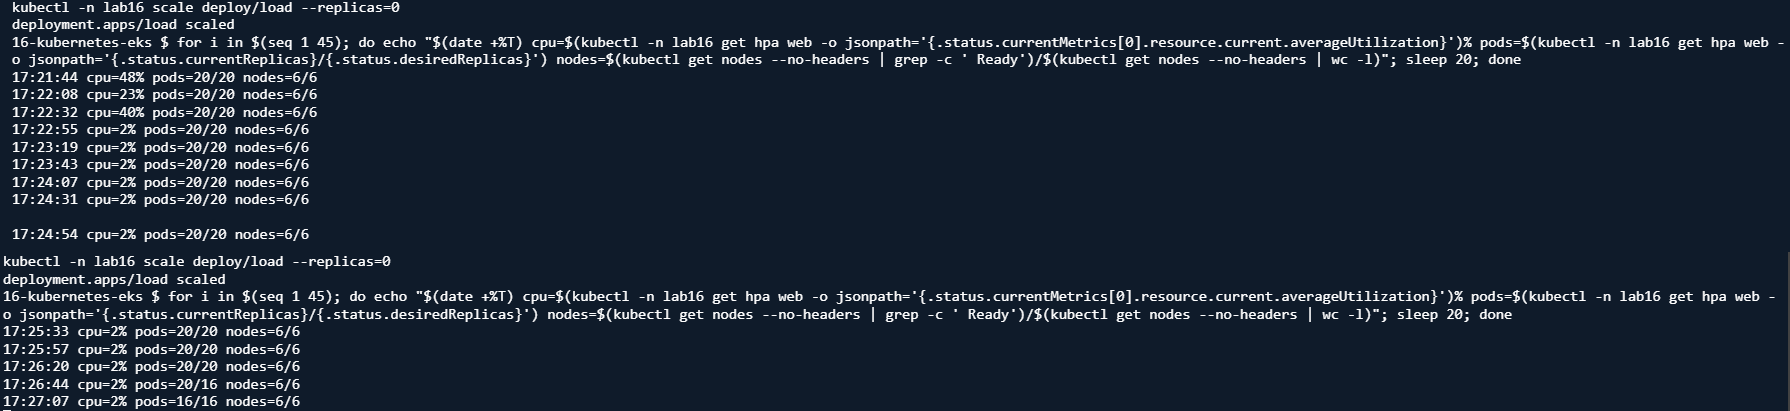 kubectl -n lab16 scale deploy/load --replicas=0
deployment.apps/load scaled
16-kubernetes-eks $ for i in $(seq 1 45); do echo "$(date +%T) cpu=$(kubectl -n lab16 get hpa web -o jsonpath='{.status.currentMetrics[0].resource.current.averageUtilization}')% pods=$(kubectl -n lab16 get hpa web -
o jsonpath='{.status.currentReplicas}/{.status.desiredReplicas}') nodes=$(kubectl get nodes --no-headers | grep -c ' Ready')/$(kubectl get nodes --no-headers | wc -l)"; sleep 20; done
17:21:44 cpu=48% pods=20/20 nodes=6/6
17:22:08 cpu=23% pods=20/20 nodes=6/6
17:22:32 cpu=40% pods=20/20 nodes=6/6
17:22:55 cpu=2% pods=20/20 nodes=6/6
17:23:19 cpu=2% pods=20/20 nodes=6/6
17:23:43 cpu=2% pods=20/20 nodes=6/6
17:24:07 cpu=2% pods=20/20 nodes=6/6
17:24:31 cpu=2% pods=20/20 nodes=6/6
17:24:54 cpu=2% pods=20/20 nodes=6/6
kubectl -n lab16 scale deploy/load --replicas=0
deployment.apps/load scaled
16-kubernetes-eks $ for i in $(seq 1 45); do echo "$(date +%T) cpu=$(kubectl -n lab16 get hpa web -o jsonpath='{.status.currentMetrics[0].resource.current.averageUtilization}')% pods=$(kubectl -n lab16 get hpa web -
o jsonpath='{.status.currentReplicas}/{.status.desiredReplicas}') nodes=$(kubectl get nodes --no-headers | grep -c ' Ready')/$(kubectl get nodes --no-headers | wc -l)"; sleep 20; done
17:25:33 cpu=2% pods=20/20 nodes=6/6
17:25:57 cpu=2% pods=20/20 nodes=6/6
17:26:20 cpu=2% pods=20/20 nodes=6/6
17:26:44 cpu=2% pods=20/16 nodes=6/6
17:27:07 cpu=2% pods=16/16 nodes=6/6